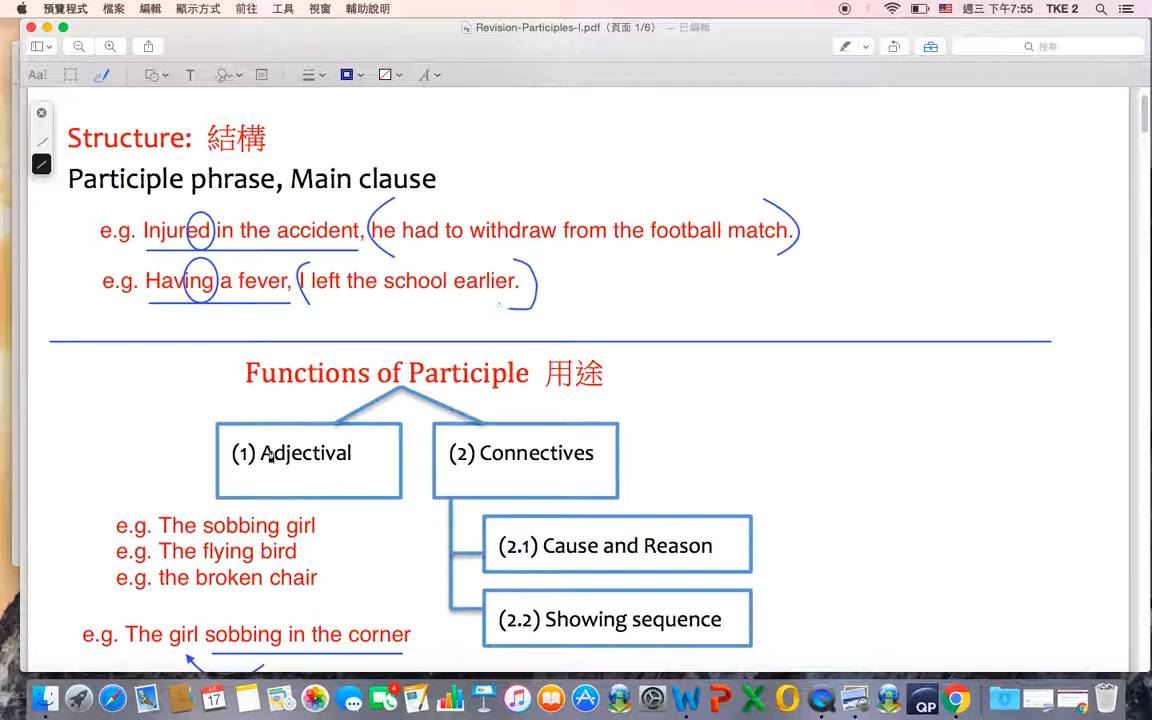 預覽程式 檔案 編輯 顯示方式 前往 工具 視窗 輔助說明 週三 下午7:55 TKE 2
Revision-Participles-I.pdf（頁面 1/6） — 已編輯
搜尋
Structure: 結構
Participle phrase, Main clause
e.g. Injured in the accident, he had to withdraw from the football match.
e.g. Having a fever, I left the school earlier.
Functions of Participle 用途
(1) Adjectival
(2) Connectives
e.g. The sobbing girl
e.g. The flying bird
e.g. the broken chair
(2.1) Cause and Reason
(2.2) Showing sequence
e.g. The girl sobbing in the corner
17
4
QP